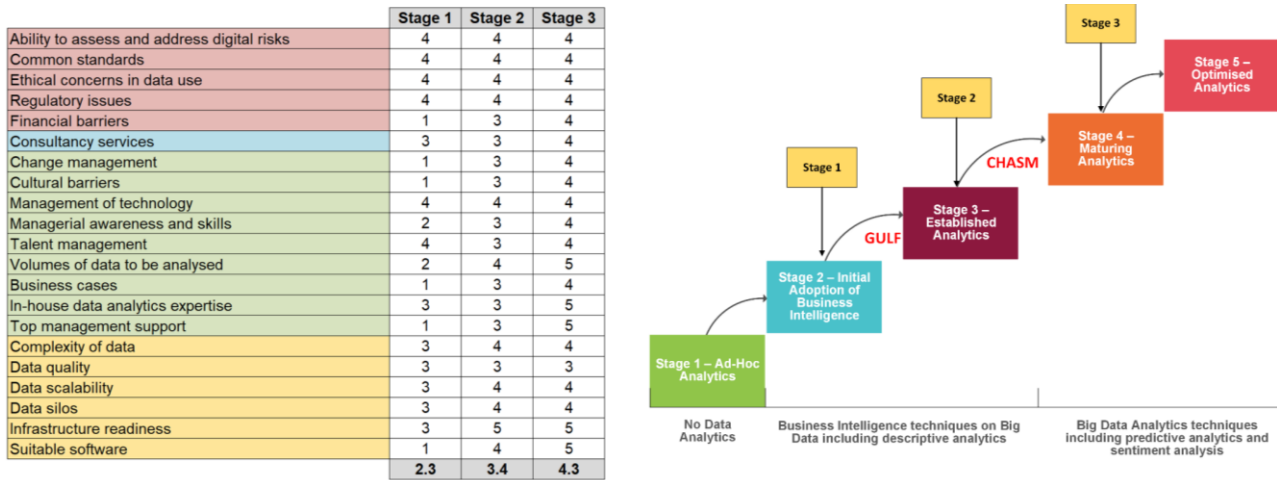 Stage 1 Stage 2 Stage 3
Ability to assess and address digital risks 4 4 4
Common standards 4 4 4
Ethical concerns in data use 4 4 4
Regulatory issues 4 4 4
Financial barriers 1 3 4
Consultancy services 3 3 4
Change management 1 3 4
Cultural barriers 1 3 4
Management of technology 4 4 4
Managerial awareness and skills 2 3 4
Talent management 4 3 4
Volumes of data to be analysed 2 4 5
Business cases 1 3 4
In-house data analytics expertise 3 3 5
Top management support 1 3 5
Complexity of data 3 4 4
Data quality 3 3 3
Data scalability 3 4 4
Data silos 3 4 4
Infrastructure readiness 3 5 5
Suitable software 1 4 5
2.3 3.4 4.3
Stage 3
Stage 5 –
Optimised
Analytics
Stage 2
Stage 4 –
Maturing
Analytics
CHASM
Stage 1
Stage 3 –
Established
Analytics
GULF
Stage 2 – Initial
Adoption of
Business
Intelligence
Stage 1 – Ad-Hoc
Analytics
No Data
Analytics
Business Intelligence techniques on Big
Data including descriptive analytics
Big Data Analytics techniques
including predictive analytics and
sentiment analysis